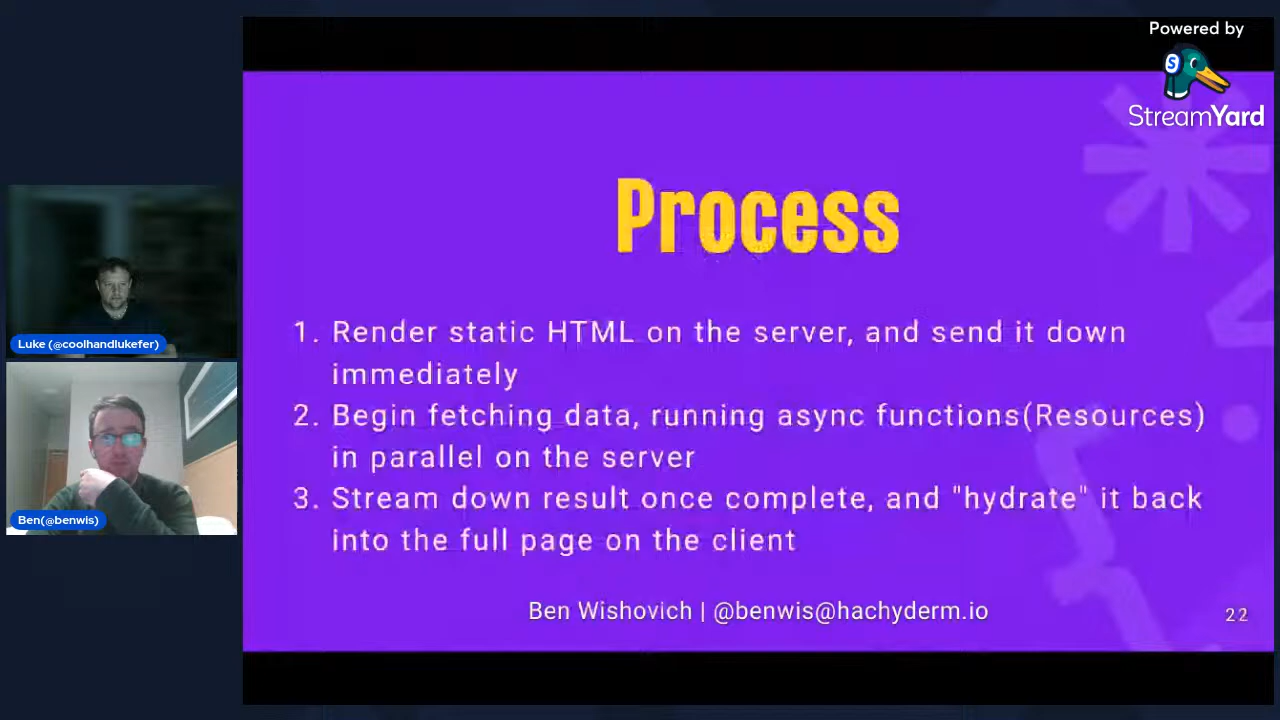 Powered by
S
StreamYard
Process
1. Render static HTML on the server, and send it down
immediately
2. Begin fetching data, running async functions(Resources)
in parallel on the server
3. Stream down result once complete, and "hydrate" it back
into the full page on the client
Ben Wishovich | @benwis@hachyderm.io
22
Luke (@coolhandlukefer)
Ben(@benwis)